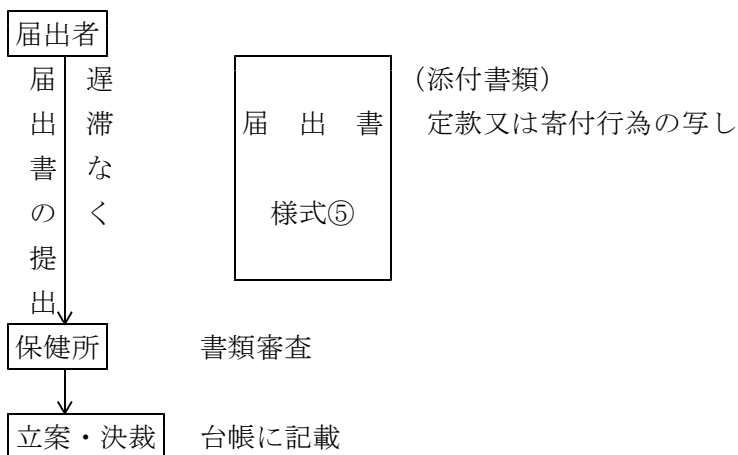 届出者
届出書の提出
遅滞なく
届　出　書
様式⑤
（添付書類）
定款又は寄付行為の写し
保健所
書類審査
立案・決裁
台帳に記載